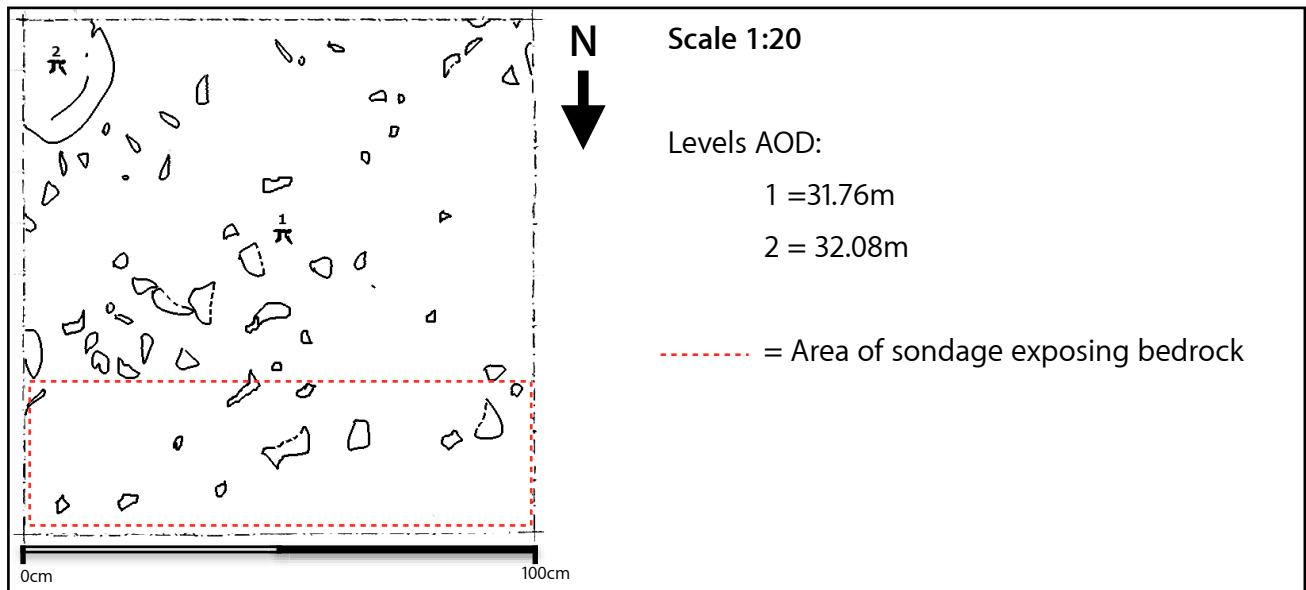 2
N
Scale 1:20
Levels AOD:
1 =31.76m
2 = 32.08m
1
= Area of sondage exposing bedrock
0cm
100cm